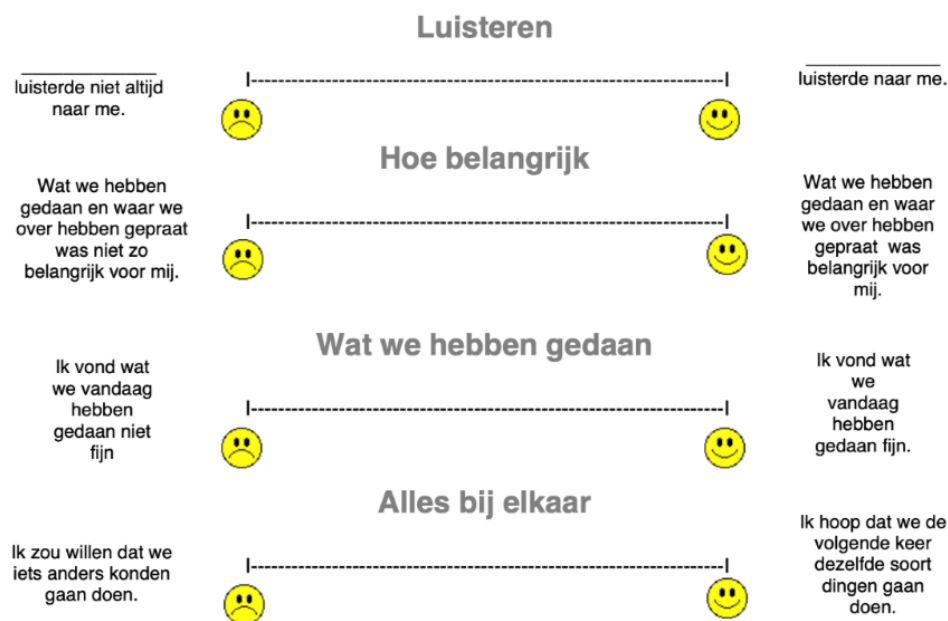 Luisteren
_______________
luisterde niet altijd
naar me.
|------------------------------------------------------------|
_______________
luisterde naar me.
Hoe belangrijk
Wat we hebben
gedaan en waar we
over hebben gepraat
was niet zo
belangrijk voor mij.
|------------------------------------------------------------|
Wat we hebben
gedaan en waar
we over hebben
gepraat was
belangrijk voor
mij.
Wat we hebben gedaan
Ik vond wat
we vandaag
hebben
gedaan niet
fijn
|------------------------------------------------------------|
Ik vond wat
we
vandaag
hebben
gedaan fijn.
Alles bij elkaar
Ik zou willen dat we
iets anders konden
gaan doen.
|------------------------------------------------------------|
Ik hoop dat we de
volgende keer
dezelfde soort
dingen gaan
doen.